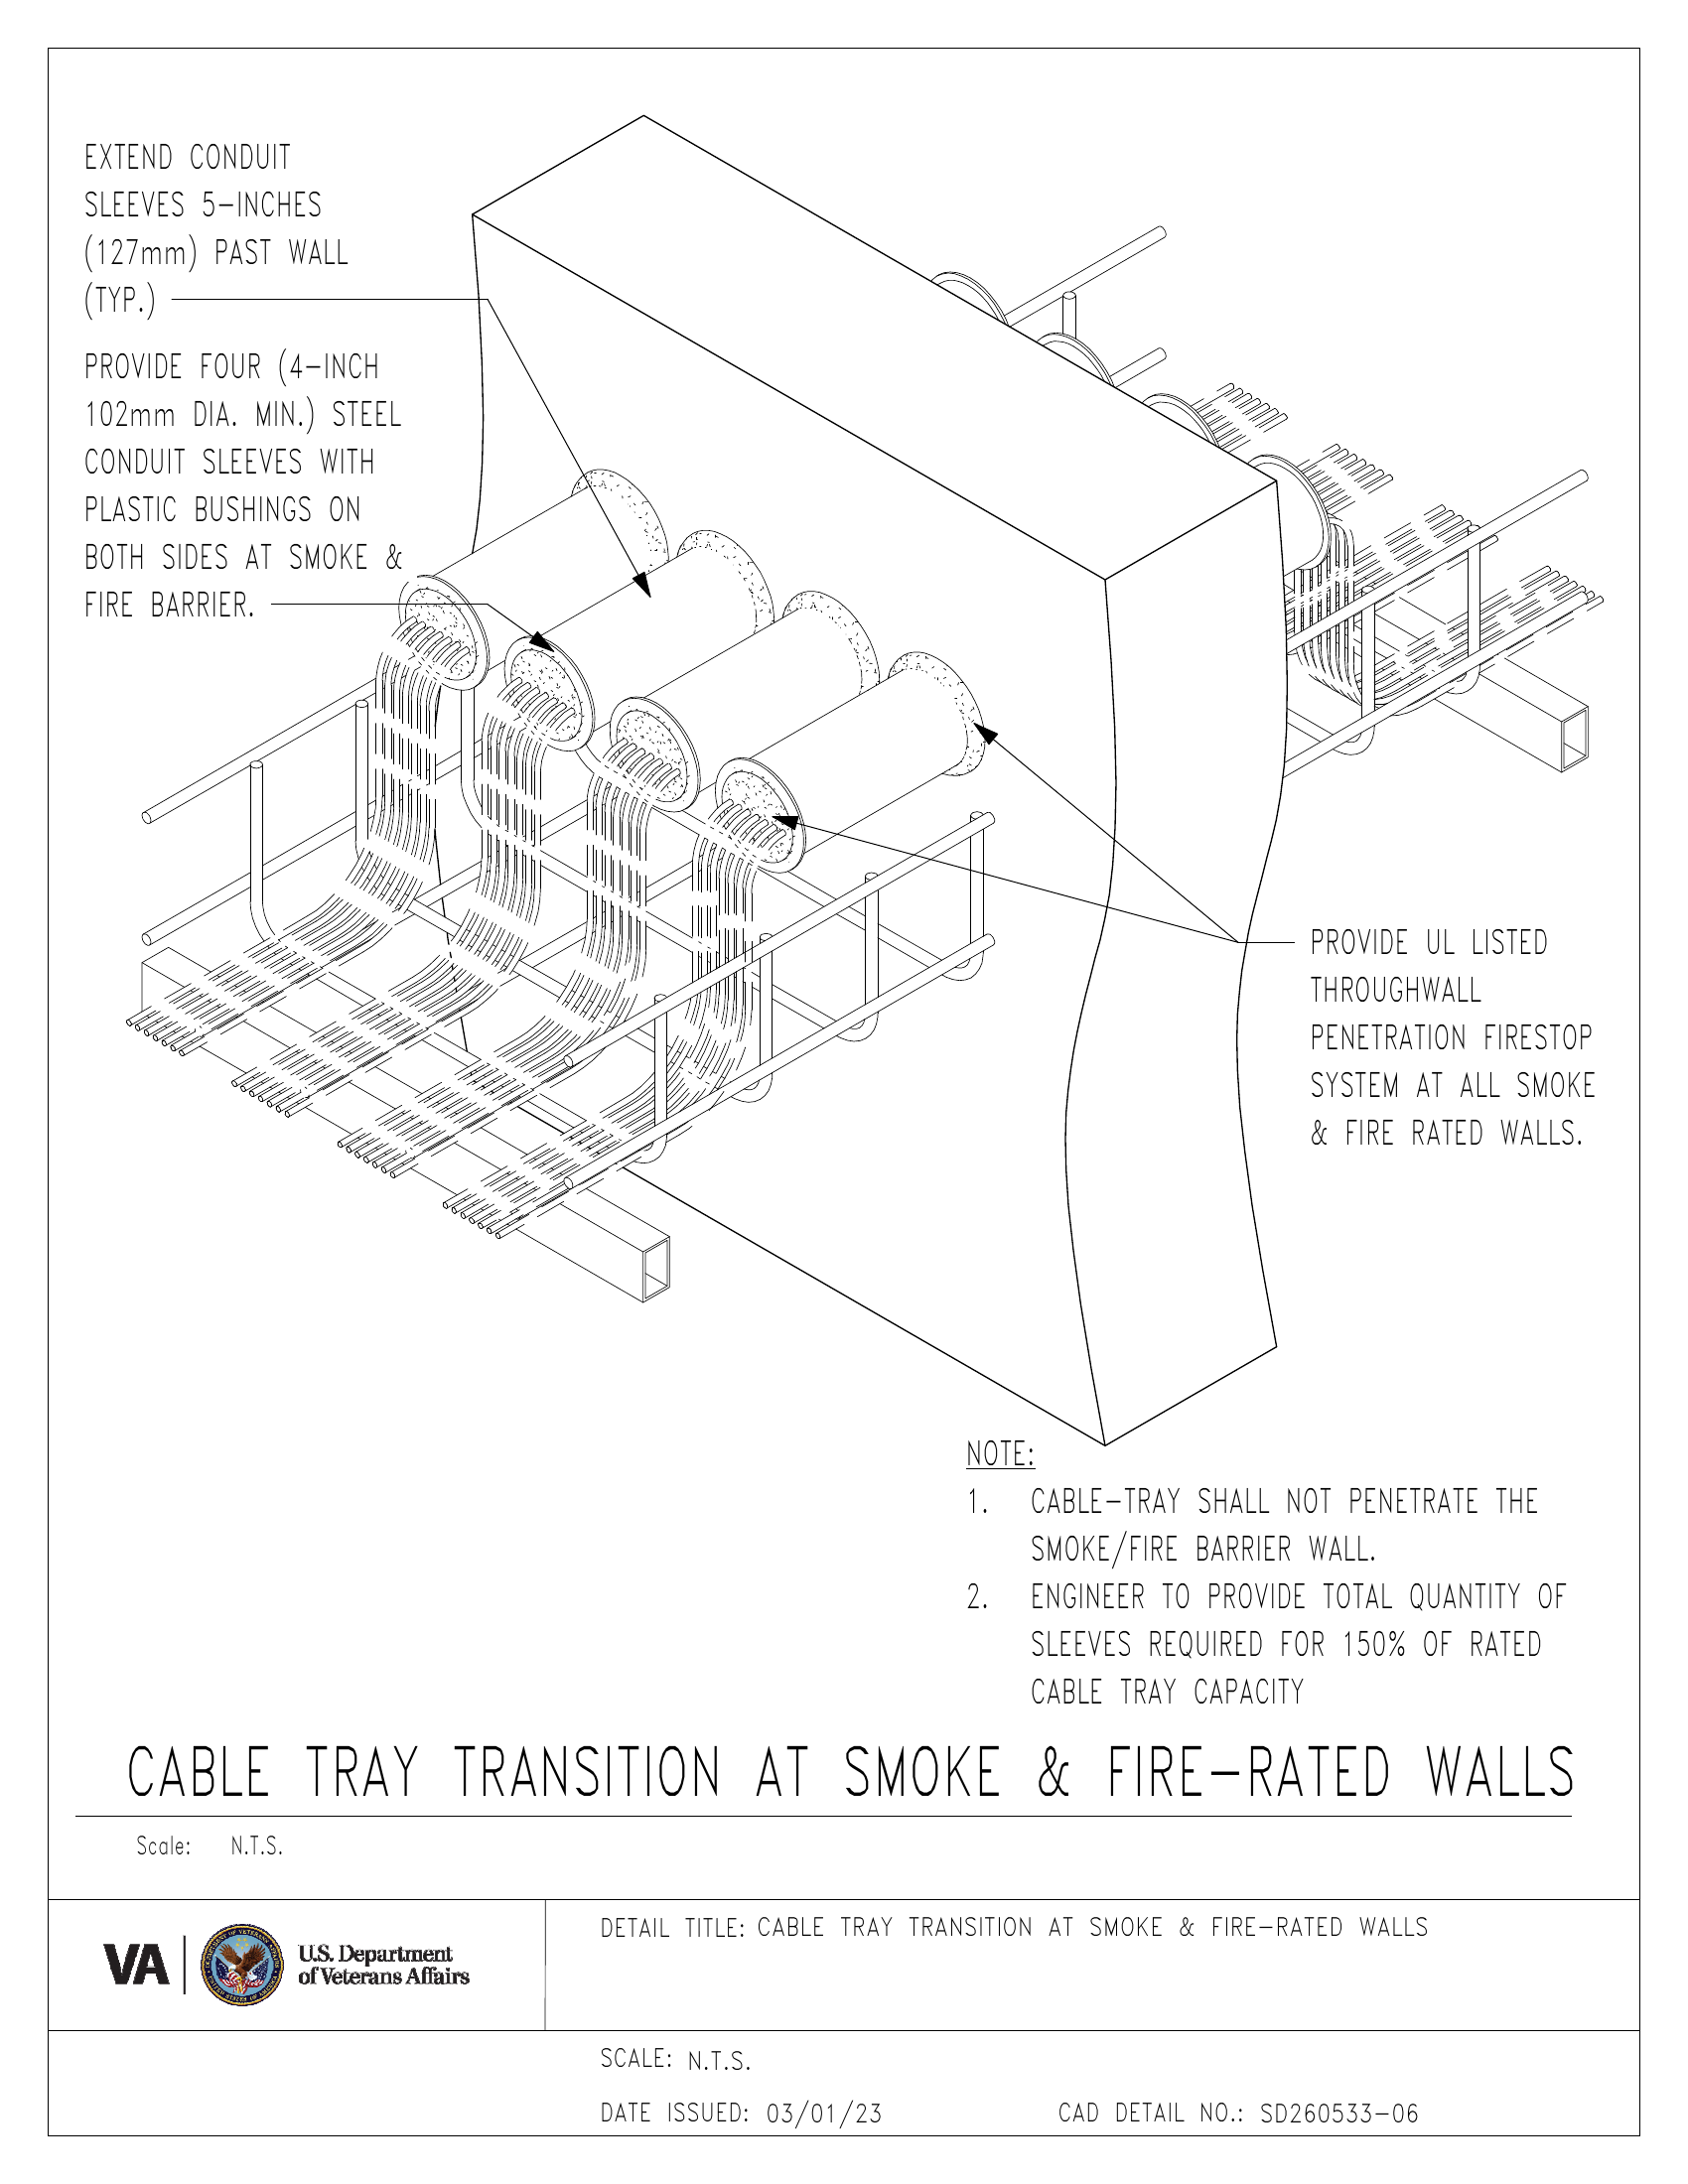 EXTEND CONDUIT
SLEEVES 5-INCHES
(127mm) PAST WALL
(TYP.)
PROVIDE FOUR (4-INCH
102mm DIA. MIN.) STEEL
CONDUIT SLEEVES WITH
PLASTIC BUSHINGS ON
BOTH SIDES AT SMOKE &
FIRE BARRIER.
PROVIDE UL LISTED
THROUGHWALL
PENETRATION FIRESTOP
SYSTEM AT ALL SMOKE
& FIRE RATED WALLS.
NOTE:
1. CABLE-TRAY SHALL NOT PENETRATE THE
SMOKE/FIRE BARRIER WALL.
2. ENGINEER TO PROVIDE TOTAL QUANTITY OF
SLEEVES REQUIRED FOR 150% OF RATED
CABLE TRAY CAPACITY
CABLE TRAY TRANSITION AT SMOKE & FIRE-RATED WALLS
Scale: N.T.S.
VA
U.S. Department
of Veterans Affairs
DETAIL TITLE: CABLE TRAY TRANSITION AT SMOKE & FIRE-RATED WALLS
SCALE: N.T.S.
DATE ISSUED: 03/01/23 CAD DETAIL NO.: SD260533-06